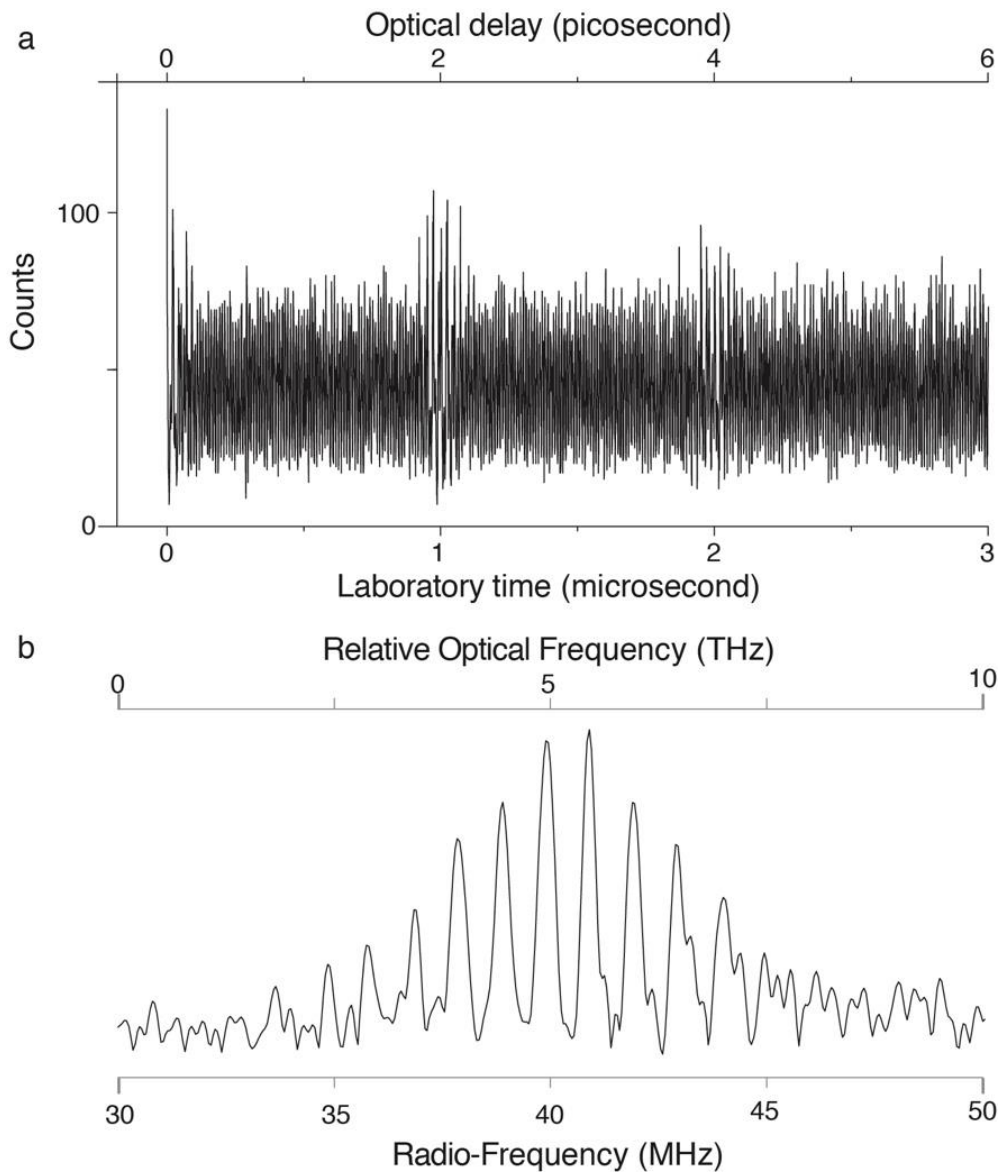 a
Optical delay (picosecond)
0 2 4 6
100
0
Counts
0 1 2 3
Laboratory time (microsecond)
b
Relative Optical Frequency (THz)
0 5 10
30 35 40 45 50
Radio-Frequency (MHz)